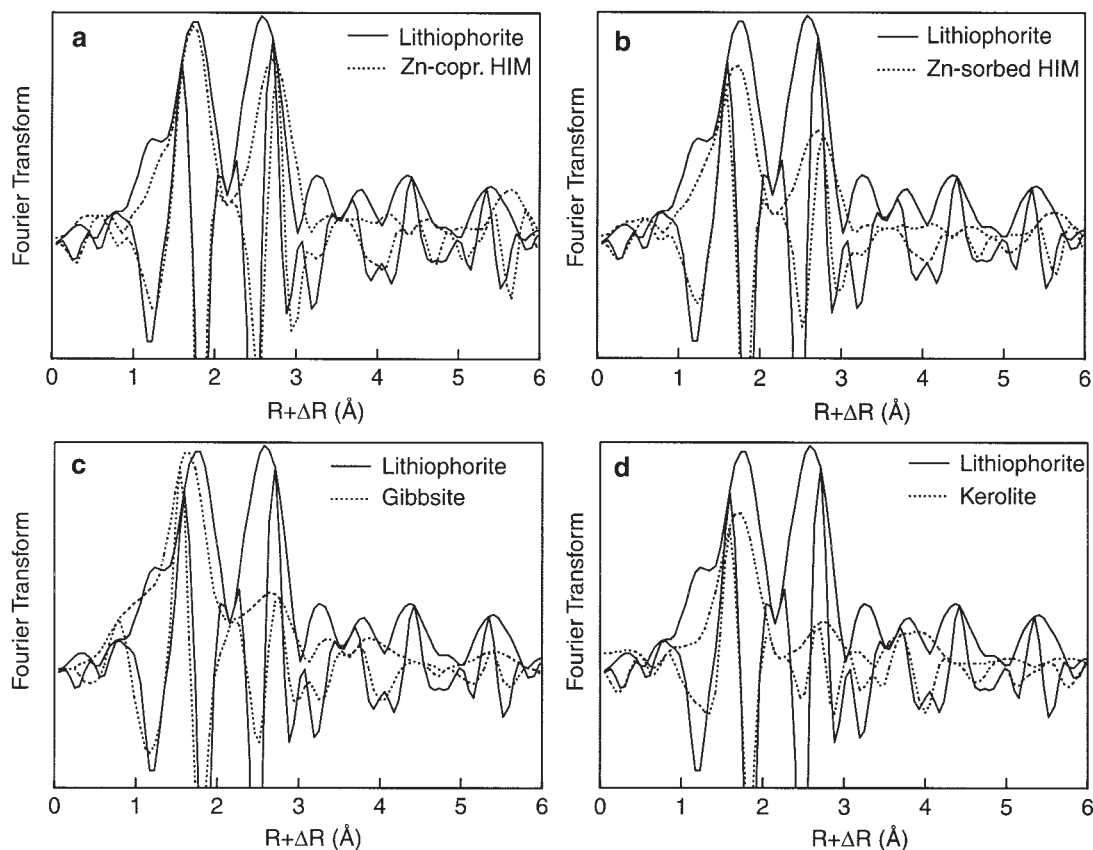 a
Lithiophorite
Zn-copr. HIM
Fourier Transform
0 1 2 3 4 5 6
R+ΔR (Å)
b
Lithiophorite
Zn-sorbed HIM
Fourier Transform
0 1 2 3 4 5 6
R+ΔR (Å)
c
Lithiophorite
Gibbsite
Fourier Transform
0 1 2 3 4 5 6
R+ΔR (Å)
d
Lithiophorite
Kerolite
Fourier Transform
0 1 2 3 4 5 6
R+ΔR (Å)